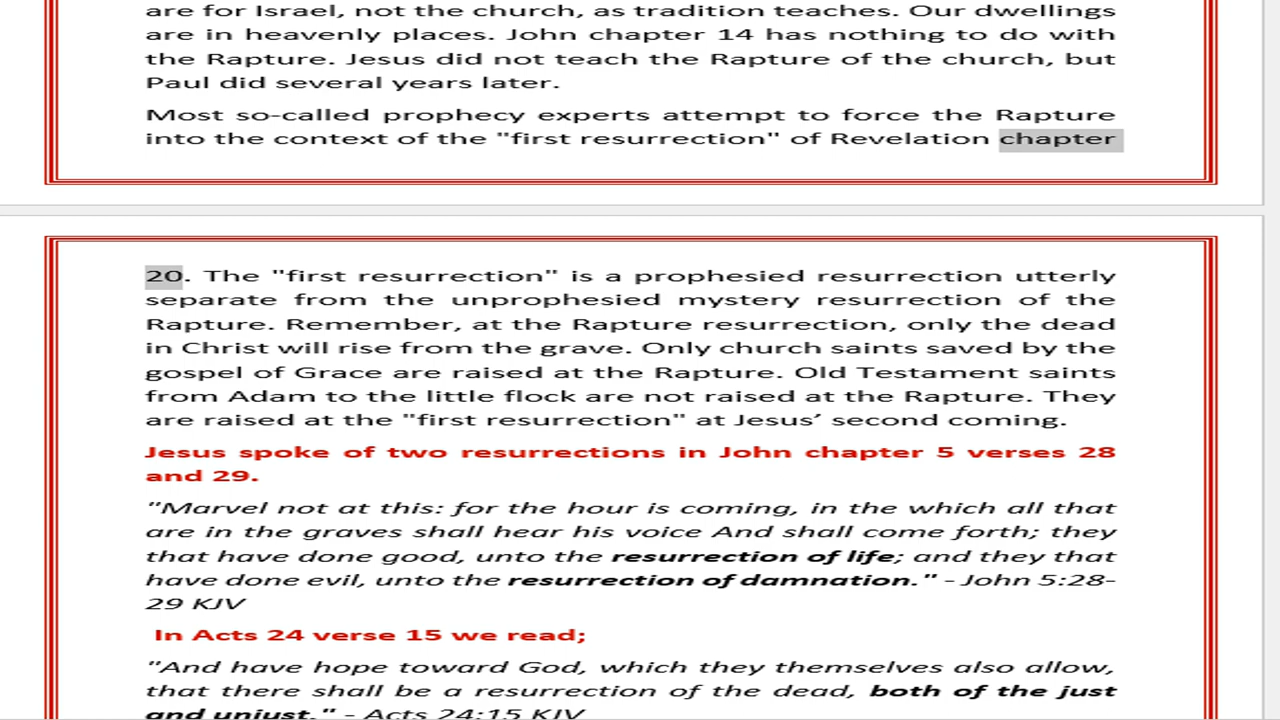 are for Israel, not the church, as tradition teaches. Our dwellings
are in heavenly places. John chapter 14 has nothing to do with
the Rapture. Jesus did not teach the Rapture of the church, but
Paul did several years later.
Most so-called prophecy experts attempt to force the Rapture
into the context of the "first resurrection" of Revelation chapter
20. The "first resurrection" is a prophesied resurrection utterly
separate from the unprophesied mystery resurrection of the
Rapture. Remember, at the Rapture resurrection, only the dead
in Christ will rise from the grave. Only church saints saved by the
gospel of Grace are raised at the Rapture. Old Testament saints
from Adam to the little flock are not raised at the Rapture. They
are raised at the "first resurrection" at Jesus’ second coming.
Jesus spoke of two resurrections in John chapter 5 verses 28
and 29.
"Marvel not at this: for the hour is coming, in the which all that
are in the graves shall hear his voice And shall come forth; they
that have done good, unto the resurrection of life; and they that
have done evil, unto the resurrection of damnation." - John 5:28-
29 KJV
In Acts 24 verse 15 we read;
"And have hope toward God, which they themselves also allow,
that there shall be a resurrection of the dead, both of the just
and unjust." - Acts 24:15 KJV